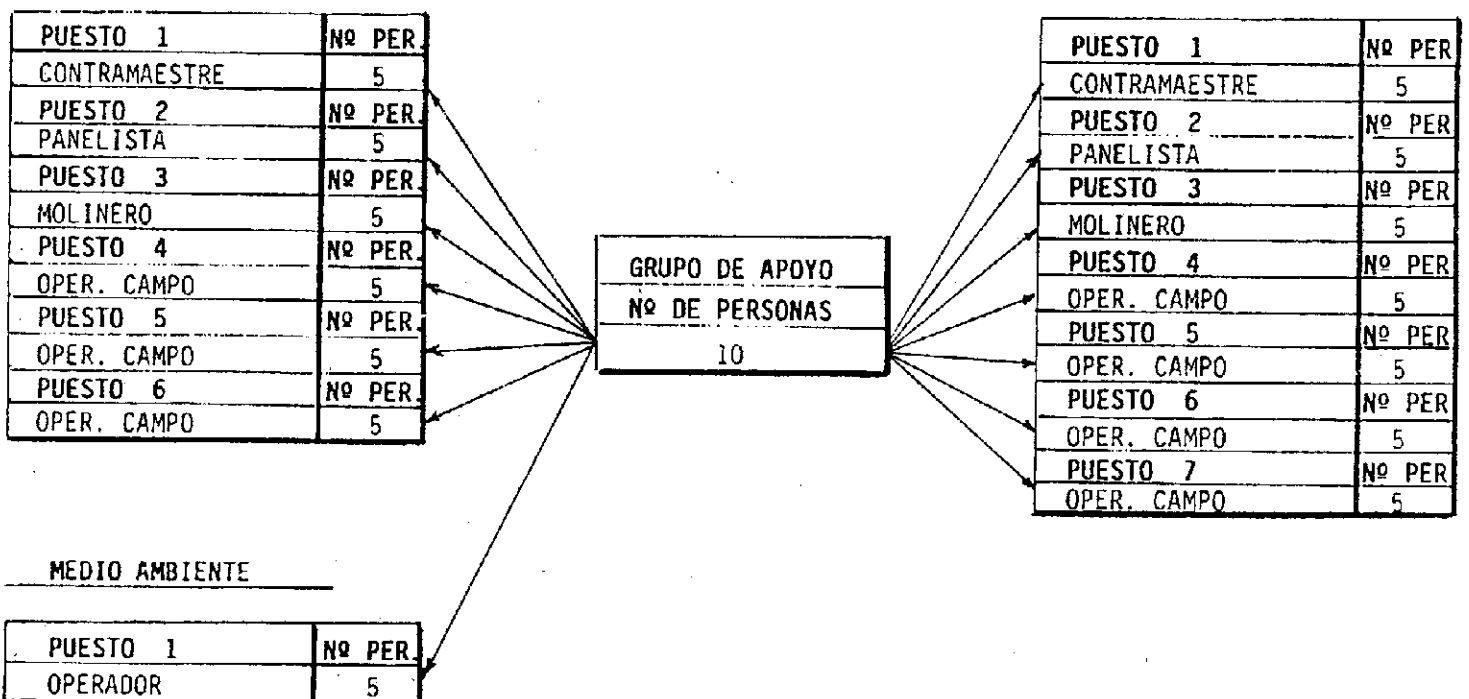 PUESTO 1 Nº PER.
CONTRAMAESTRE 5
PUESTO 2 Nº PER.
PANELISTA 5
PUESTO 3 Nº PER.
MOLINERO 5
PUESTO 4 Nº PER.
OPER. CAMPO 5
PUESTO 5 Nº PER.
OPER. CAMPO 5
PUESTO 6 Nº PER.
OPER. CAMPO 5
MEDIO AMBIENTE
PUESTO 1 Nº PER.
OPERADOR 5
GRUPO DE APOYO
Nº DE PERSONAS
10
PUESTO 1 Nº PER
CONTRAMAESTRE 5
PUESTO 2 Nº PER
PANELISTA 5
PUESTO 3 Nº PER
MOLINERO 5
PUESTO 4 Nº PER
OPER. CAMPO 5
PUESTO 5 Nº PER
OPER. CAMPO 5
PUESTO 6 Nº PER
OPER. CAMPO 5
PUESTO 7 Nº PER
OPER. CAMPO 5